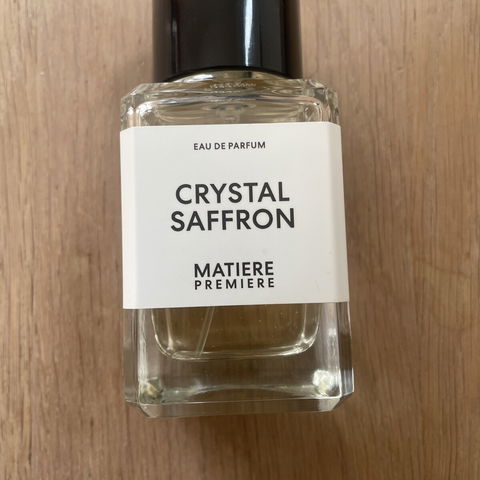 EAU DE PARFUM
CRYSTAL
SAFFRON
MATIERE
PREMIERE